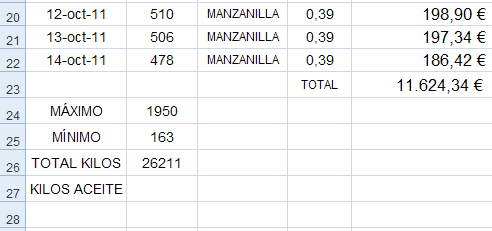 20 12-oct-11 510 MANZANILLA 0,39 198,90 €
21 13-oct-11 506 MANZANILLA 0,39 197,34 €
22 14-oct-11 478 MANZANILLA 0,39 186,42 €
23 TOTAL 11.624,34 €
24 MÁXIMO 1950
25 MÍNIMO 163
26 TOTAL KILOS 26211
27 KILOS ACEITE
28